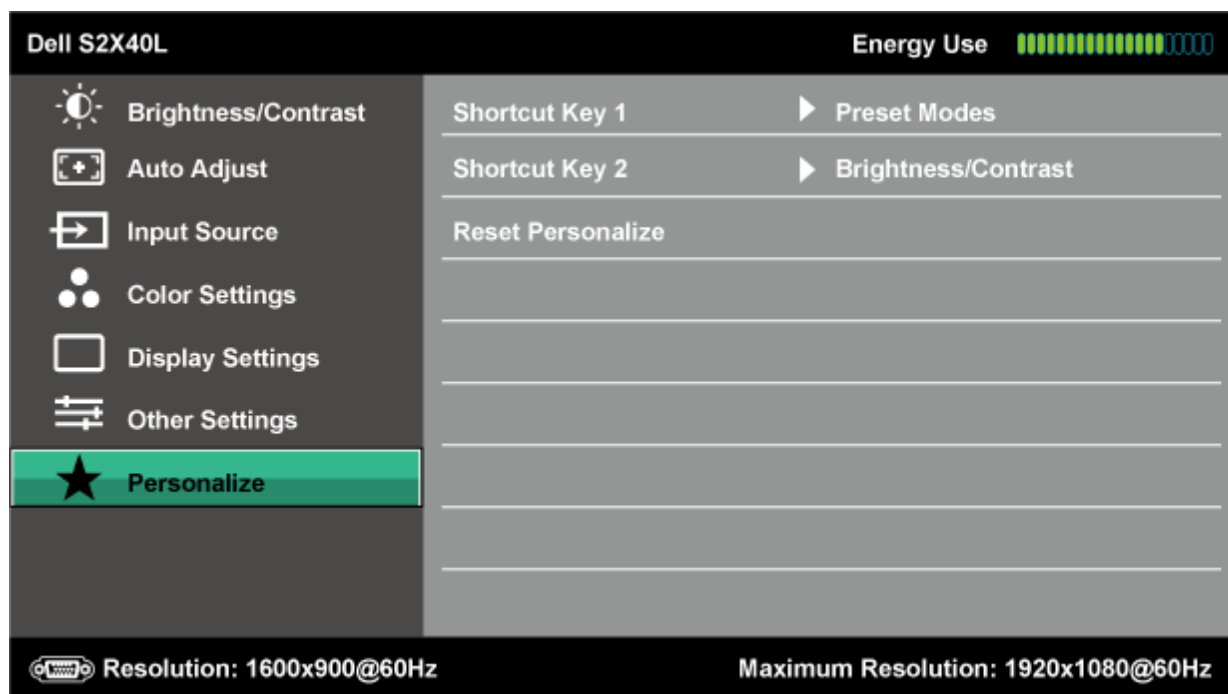 Dell S2X40L
Energy Use
Brightness/Contrast
Auto Adjust
Input Source
Color Settings
Display Settings
Other Settings
Personalize
Shortcut Key 1 Preset Modes
Shortcut Key 2 Brightness/Contrast
Reset Personalize
Resolution: 1600x900@60Hz
Maximum Resolution: 1920x1080@60Hz